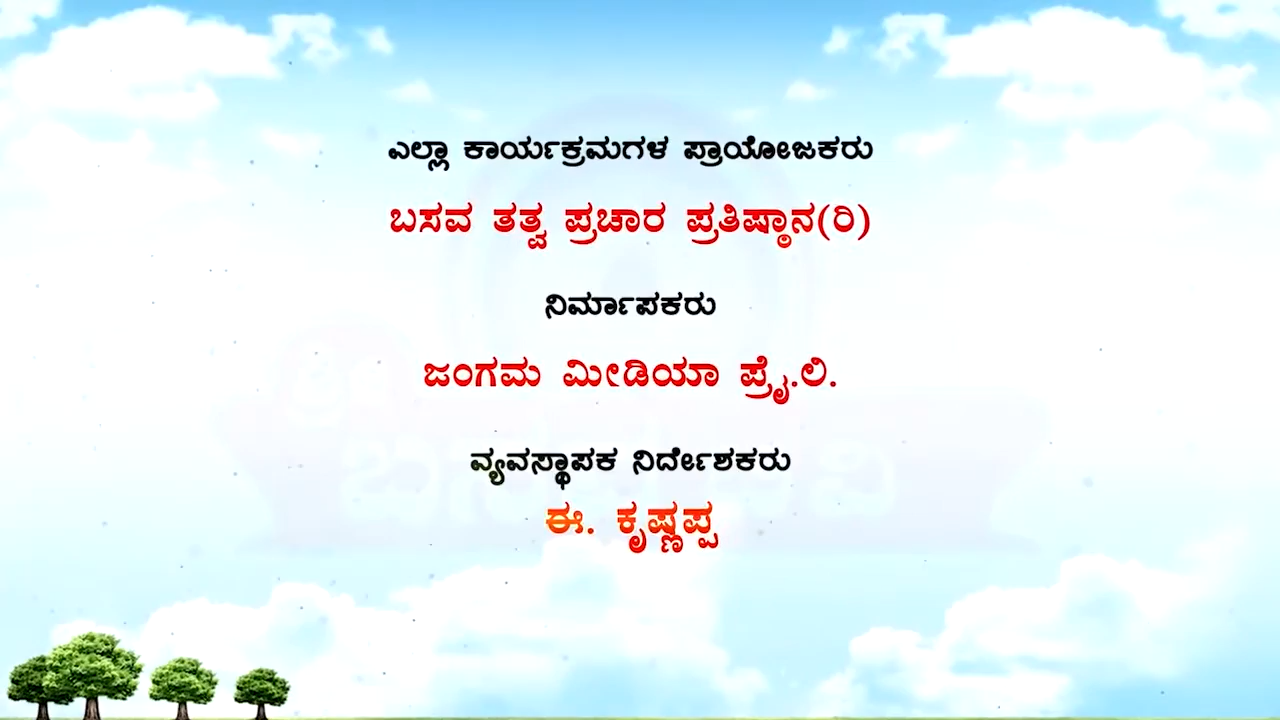 ಎಲ್ಲಾ ಕಾರ್ಯಕ್ರಮಗಳ ಪ್ರಾಯೋಜಕರು
ಬಸವ ತತ್ವ ಪ್ರಚಾರ ಪ್ರತಿಷ್ಠಾನ(ರಿ)
ನಿರ್ಮಾಪಕರು
ಜಂಗಮ ಮೀಡಿಯಾ ಪ್ರೈ.ಲಿ.
ವ್ಯವಸ್ಥಾಪಕ ನಿರ್ದೇಶಕರು
ಈ. ಕೃಷ್ಣಪ್ಪ